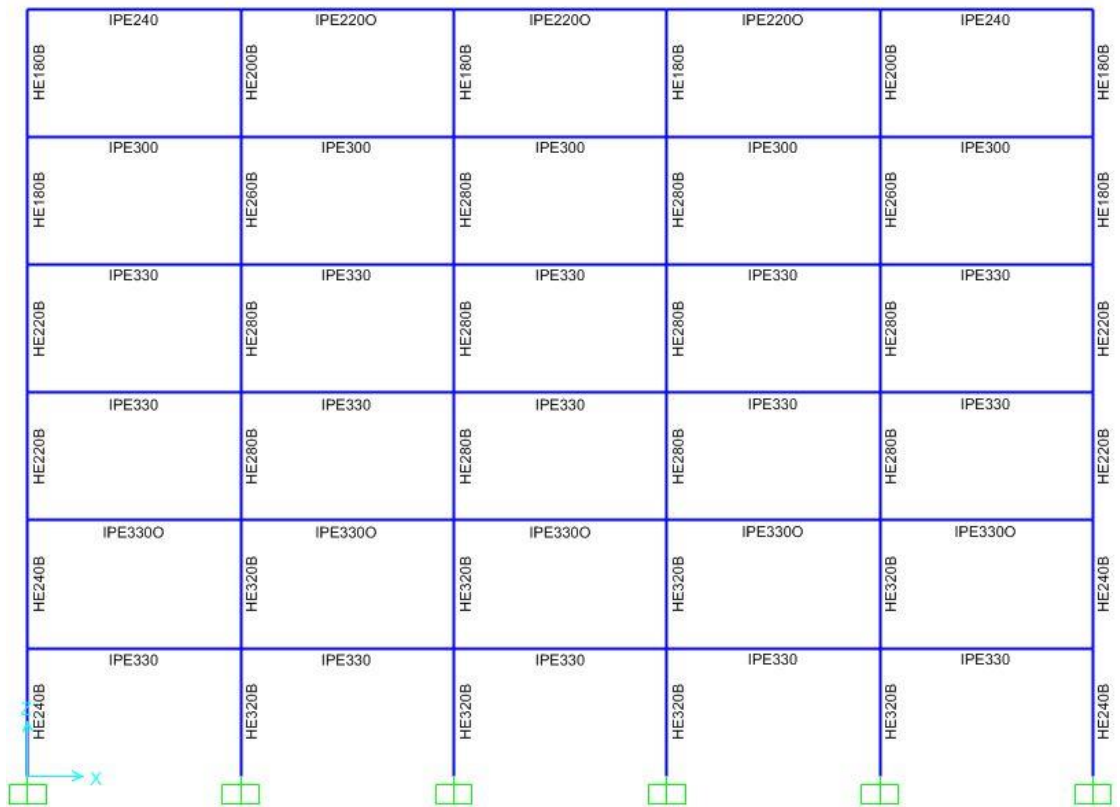 IPE240 IPE220O IPE220O IPE220O IPE240
HE180B HE200B HE180B HE180B HE200B HE180B
IPE300 IPE300 IPE300 IPE300 IPE300
HE180B HE260B HE280B HE280B HE260B HE180B
IPE330 IPE330 IPE330 IPE330 IPE330
HE220B HE280B HE280B HE280B HE280B HE220B
IPE330 IPE330 IPE330 IPE330 IPE330
HE220B HE280B HE280B HE280B HE280B HE220B
IPE330O IPE330O IPE330O IPE330O IPE330O
HE240B HE320B HE320B HE320B HE320B HE240B
IPE330 IPE330 IPE330 IPE330 IPE330
HE240B HE320B HE320B HE320B HE320B HE240B
Z
X